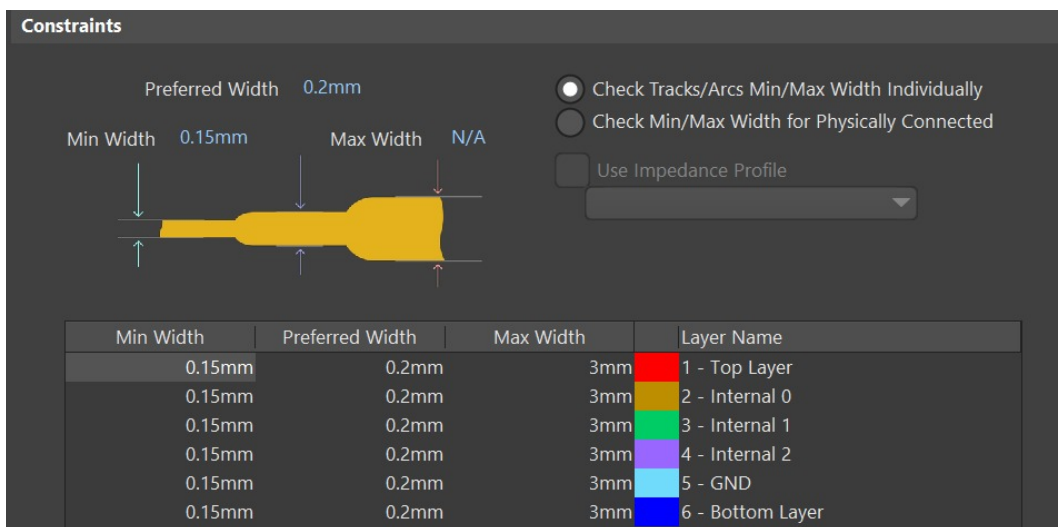 Constraints
Preferred Width 0.2mm
Min Width 0.15mm Max Width N/A
Check Tracks/Arcs Min/Max Width Individually
Check Min/Max Width for Physically Connected
Use Impedance Profile
Min Width Preferred Width Max Width Layer Name
0.15mm 0.2mm 3mm 1 - Top Layer
0.15mm 0.2mm 3mm 2 - Internal 0
0.15mm 0.2mm 3mm 3 - Internal 1
0.15mm 0.2mm 3mm 4 - Internal 2
0.15mm 0.2mm 3mm 5 - GND
0.15mm 0.2mm 3mm 6 - Bottom Layer